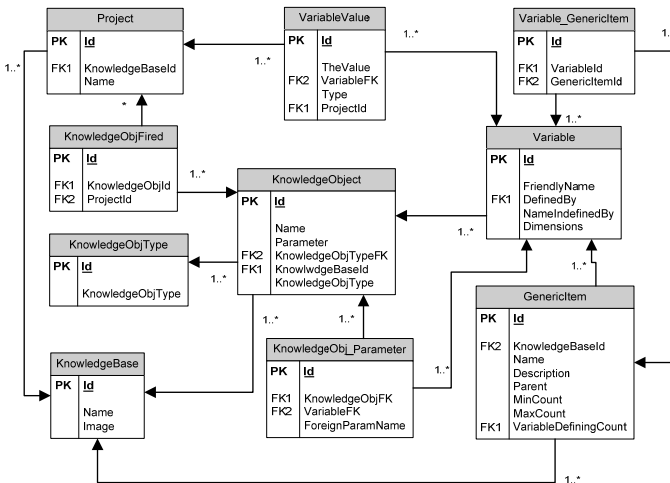 Project
PK Id
FK1 KnowledgeBaseId
Name
VariableValue
PK Id
TheValue
FK2 VariableFK
Type
FK1 ProjectId
Variable_GenericItem
PK Id
FK1 VariableId
FK2 GenericItemId
1..*
1..*
1..*
1..*
*
1..*
KnowledgeObjFired
PK Id
FK1 KnowledgeObjId
FK2 ProjectId
1..*
Variable
PK Id
FriendlyName
FK1 DefinedBy
NameIndefinedBy
Dimensions
KnowledgeObject
PK Id
Name
Parameter
FK2 KnowledgeObjTypeFK
FK1 KnowlwdgeBaseId
KnowledgeObjType
1..*
KnowledgeObjType
PK Id
KnowledgeObjType
1..*
1..*
GenericItem
PK Id
FK2 KnowledgeBaseId
Name
Description
Parent
MinCount
MaxCount
FK1 VariableDefiningCount
1..*
1..*
KnowledgeObj_Parameter
PK Id
FK1 KnowledgeObjFK
FK2 VariableFK
ForeignParamName
1..*
KnowledgeBase
PK Id
Name
Image
1..*